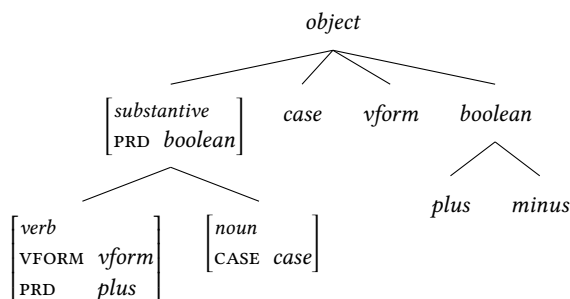 object
substantive case vform boolean
PRD boolean
plus minus
verb noun
VFORM vform CASE case
PRD plus